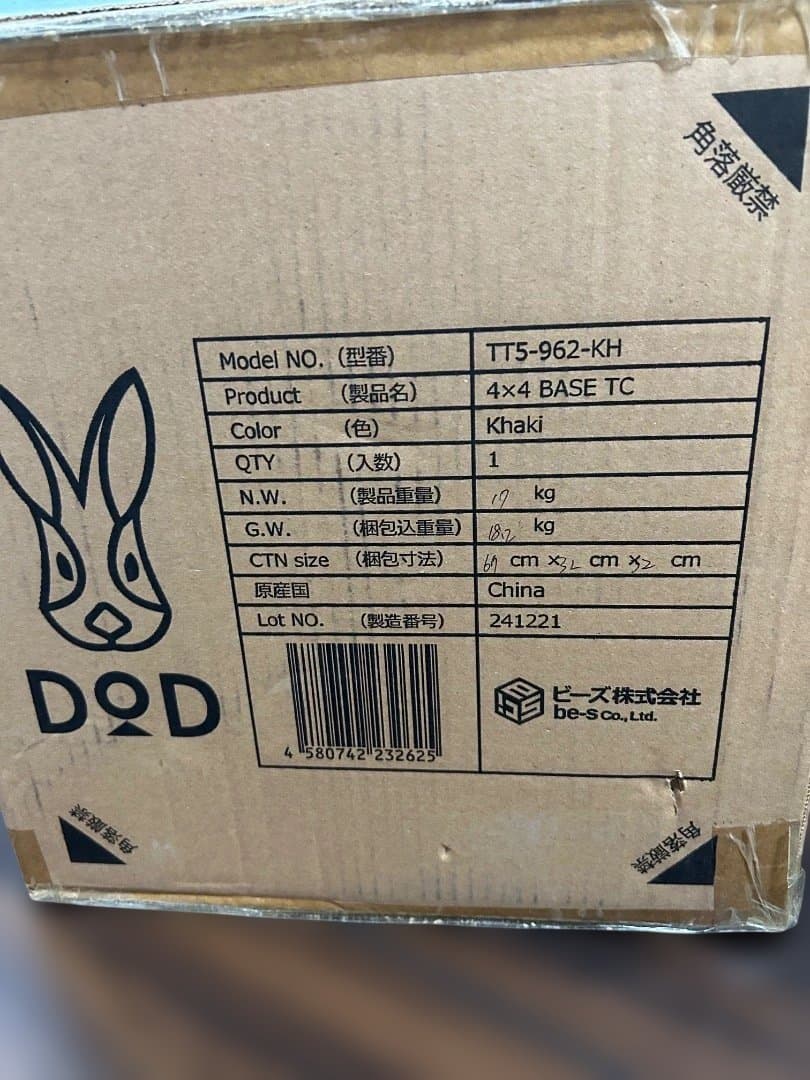 角落厳禁
Model NO. (型番) TT5-962-KH
Product (製品名) 4×4 BASE TC
Color (色) Khaki
QTY (入数) 1
N.W. (製品重量) 17 kg
G.W. (梱包込重量) 18.2 kg
CTN size (梱包寸法) cm × 32 cm × 32 cm
原産国 China
Lot NO. (製造番号) 241221
DOD
4 580742 232625
ビーズ株式会社
be-s Co., Ltd.
角落厳禁
角落厳禁